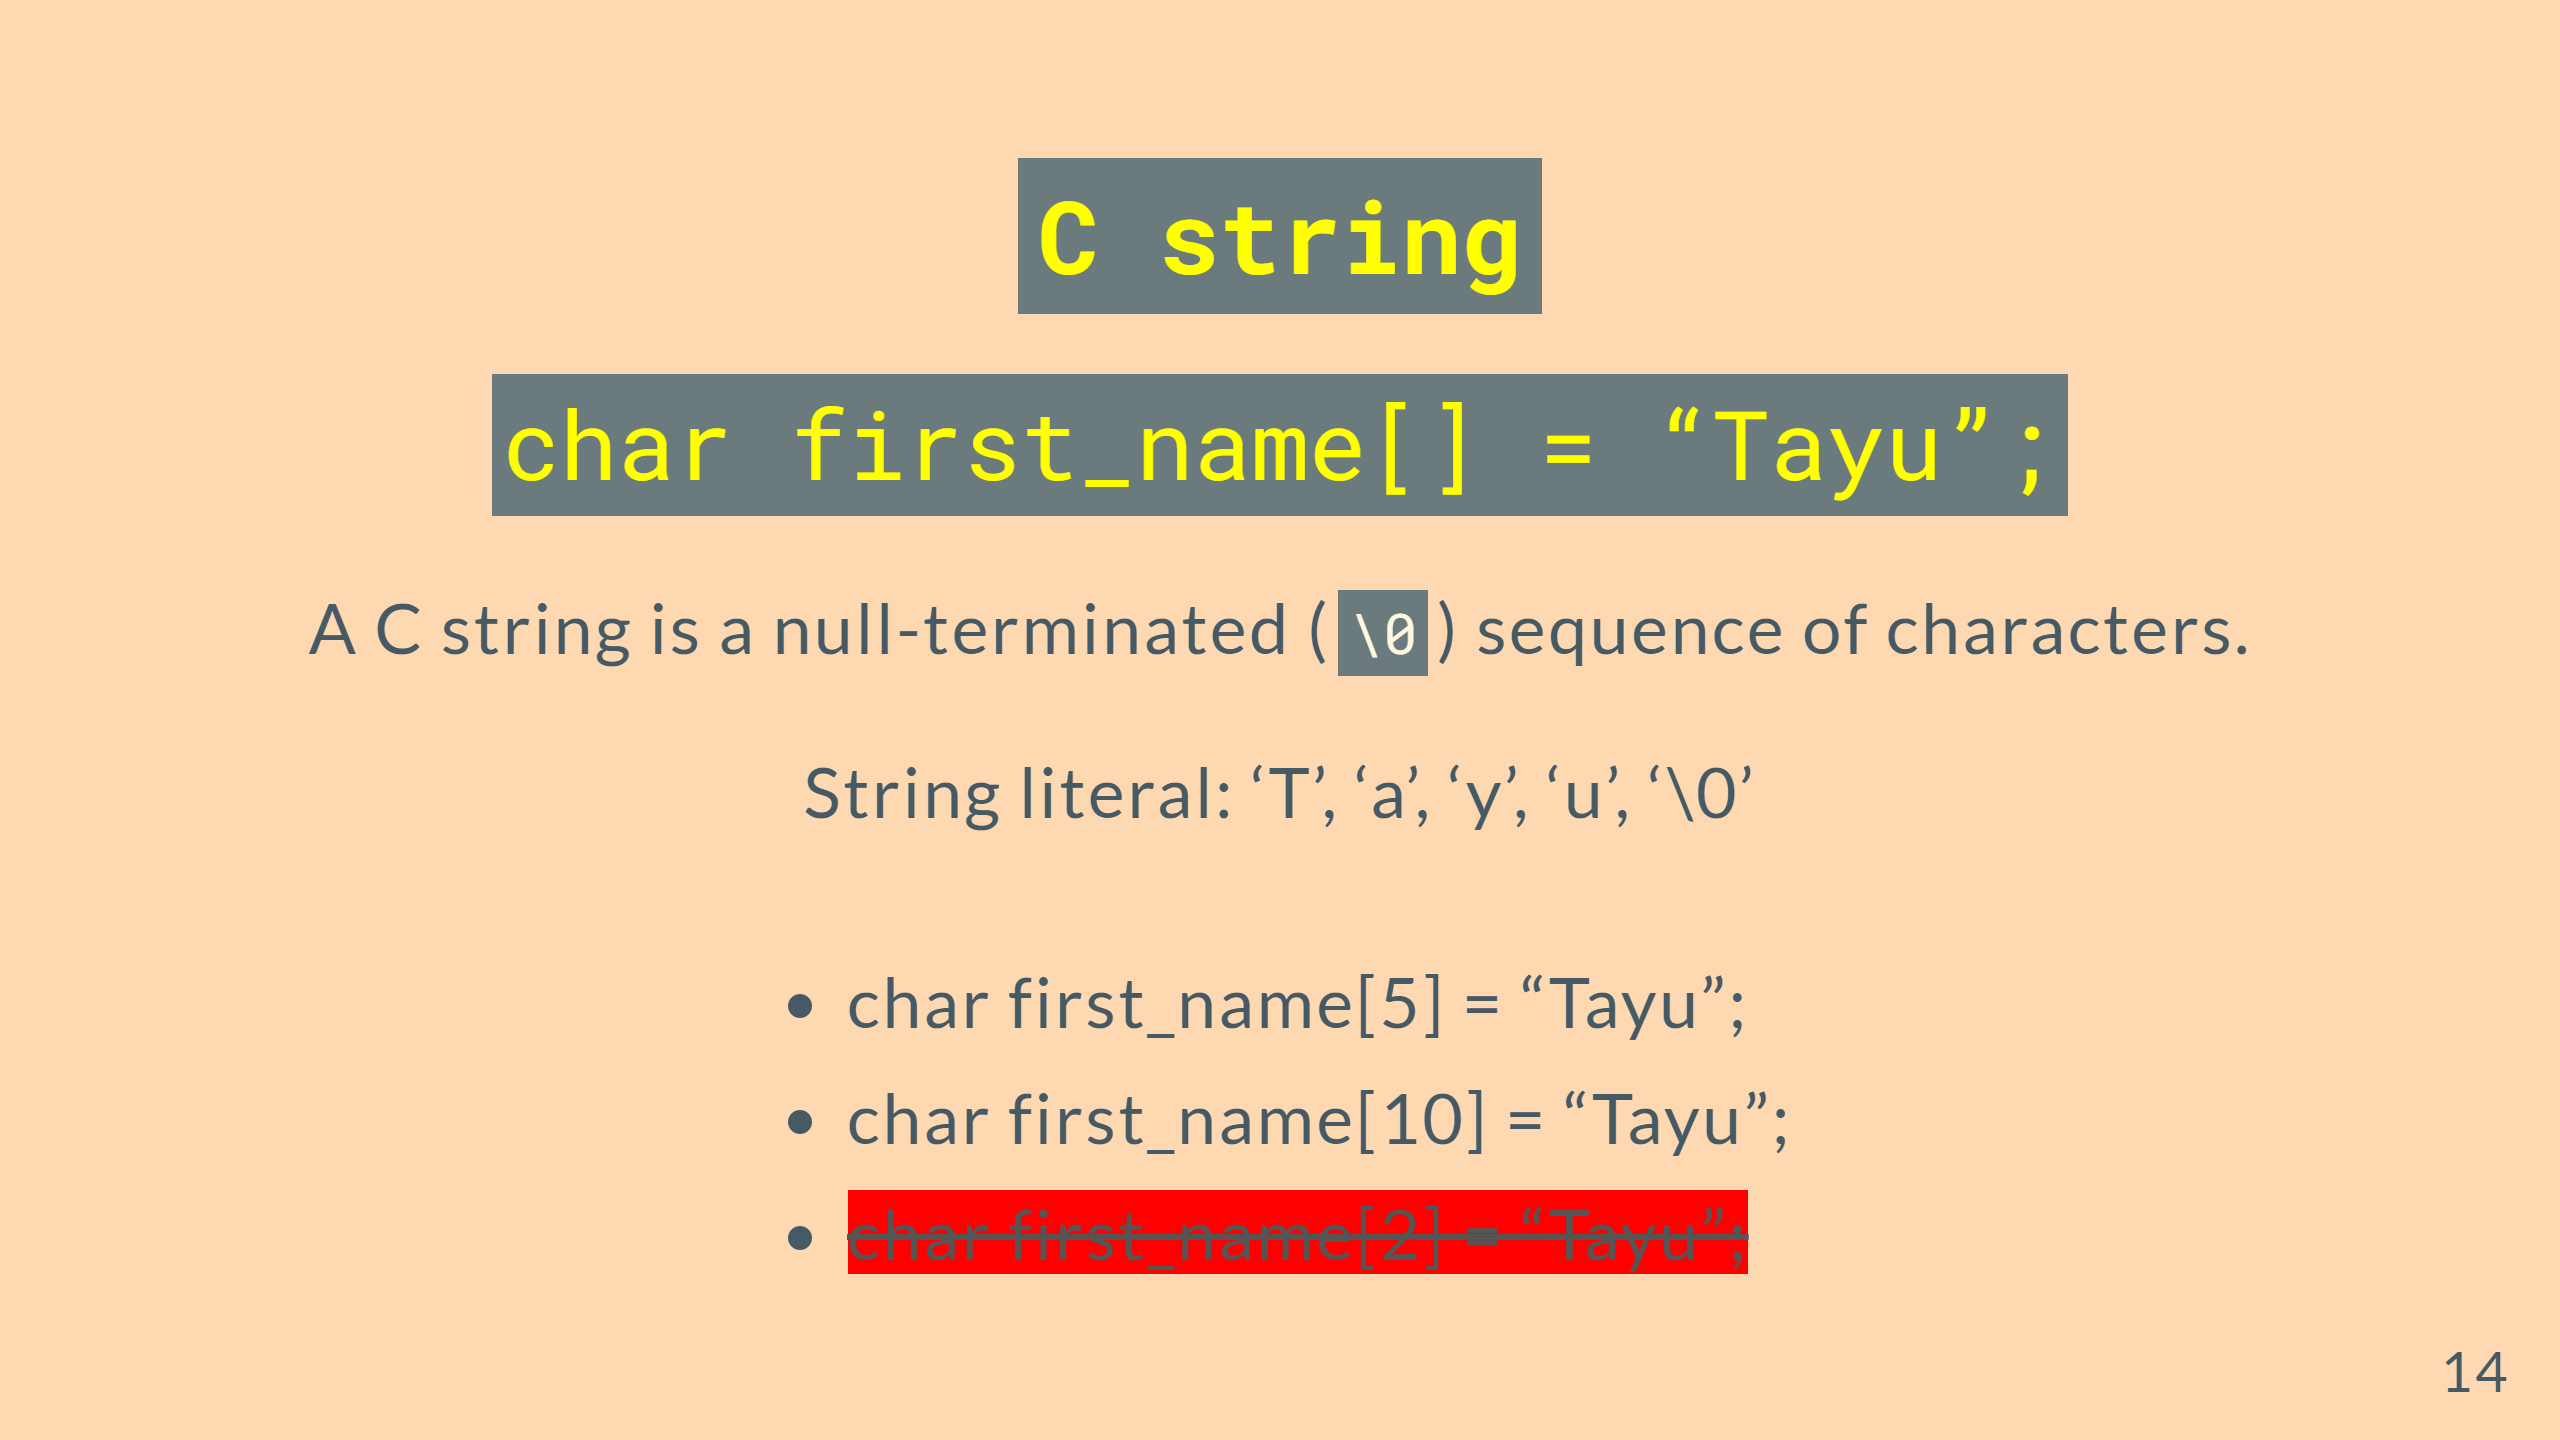 C string
char first_name[] = “Tayu”;
A C string is a null-terminated (\0) sequence of characters.
String literal: ‘T’, ‘a’, ‘y’, ‘u’, ‘\0’
• char first_name[5] = “Tayu”;
• char first_name[10] = “Tayu”;
• char first_name[2] = “Tayu”;
14